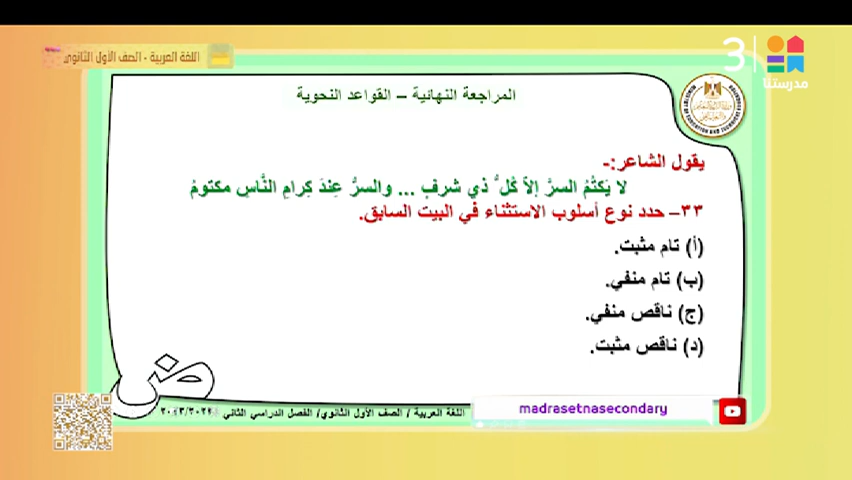 3
مدرستنا
اللغة العربية - الصف الأول الثانوي
المراجعة النهائية – القواعد النحوية
يقول الشاعر:-
لا يَكتُمُ السرَّ إلاّ كُلُّ ذي شرفٍ ... والسرُّ عِندَ كِرامِ النَّاسِ مكتومُ
٣٣- حدد نوع أسلوب الاستثناء في البيت السابق.
(أ) تام مثبت.
(ب) تام منفي.
(ج) ناقص منفي.
(د) ناقص مثبت.
ض
madrasetnasecondary
اللغة العربية / الصف الأول الثانوي/ الفصل الدراسي الثاني